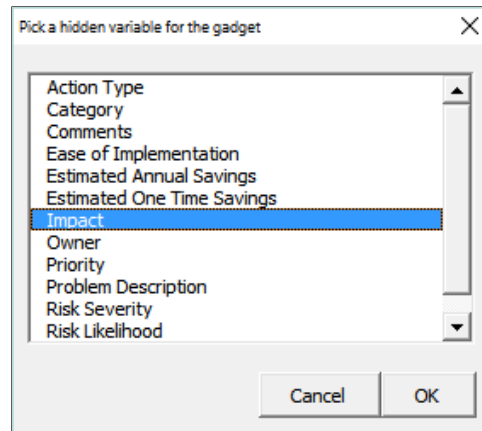 Pick a hidden variable for the gadget
Action Type
Category
Comments
Ease of Implementation
Estimated Annual Savings
Estimated One Time Savings
Impact
Owner
Priority
Problem Description
Risk Severity
Risk Likelihood
Cancel OK